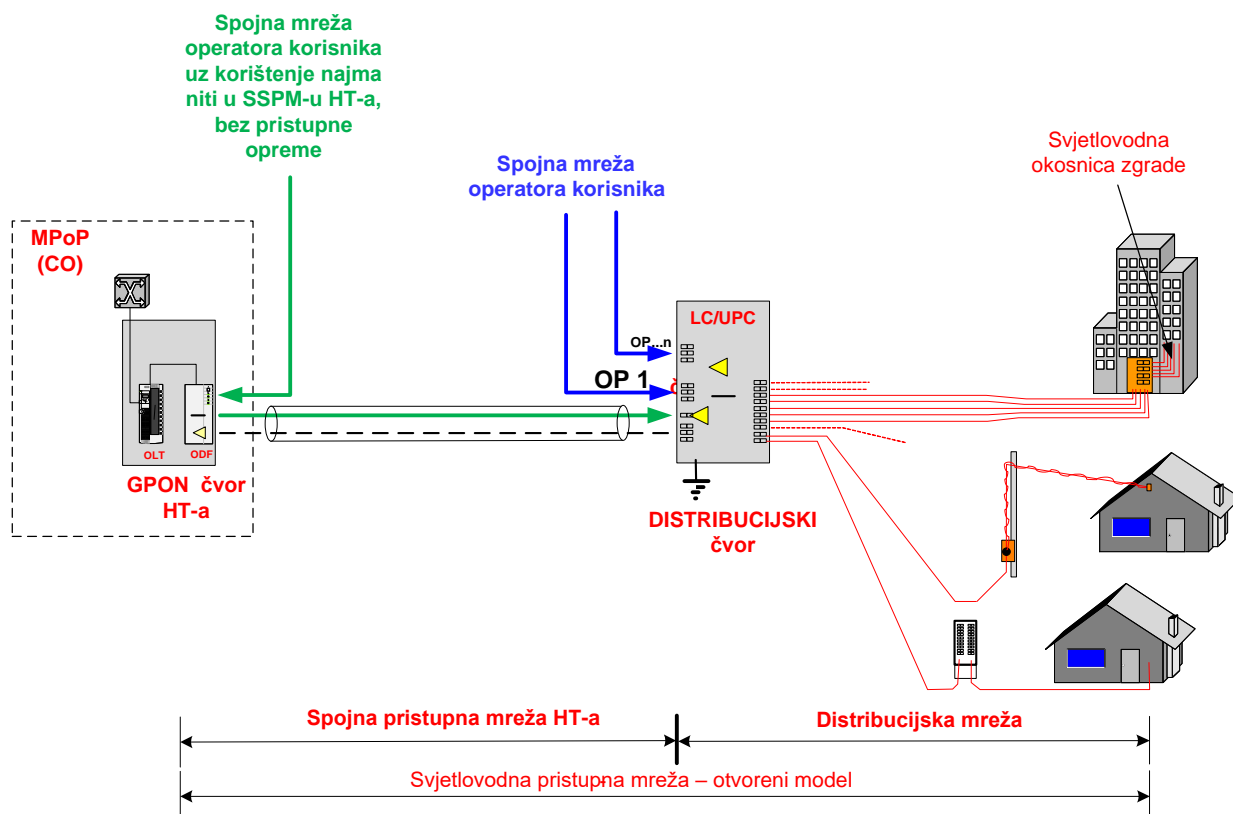 Spojna mreža
operatora korisnika
uz korištenje najma
niti u SSPM-u HT-a,
bez pristupne
opreme
Spojna mreža
operatora korisnika
Svjetlovodna
okosnica zgrade
MPoP
(CO)
LC/UPC
OP...n
OP 1
OLT
ODF
GPON čvor
HT-a
DISTRIBUCIJSKI
čvor
Spojna pristupna mreža HT-a
Distribucijska mreža
Svjetlovodna pristupna mreža – otvoreni model